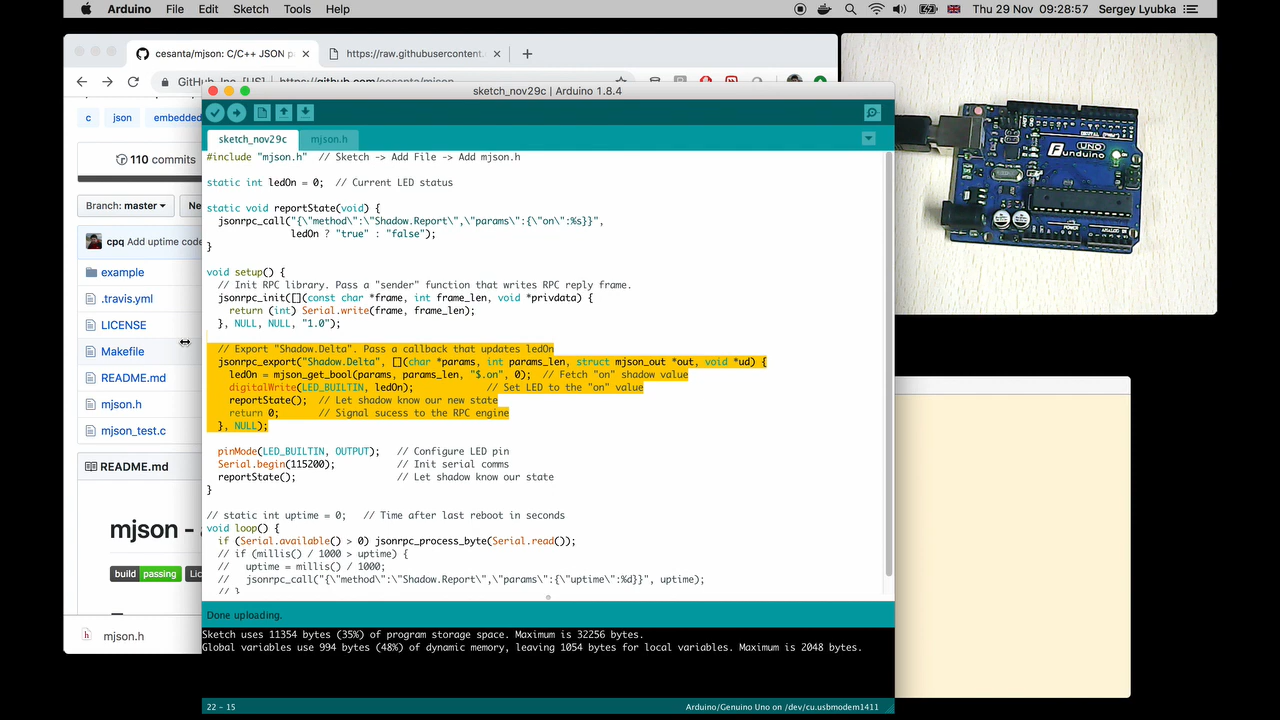 Arduino File Edit Sketch Tools Help
Thu 29 Nov 09:28:57 Sergey Lyubka
cesanta/mjson: C/C++ JSON p
https://raw.githubusercontent.
GitHub, Inc. [US] https://github.com/cesanta/mjson
c json embedded
110 commits
Branch: master
Ne
cpq Add uptime code
example
.travis.yml
LICENSE
Makefile
README.md
mjson.h
mjson_test.c
README.md
mjson -
build passing Lic
mjson.h
sketch_nov29c | Arduino 1.8.4
sketch_nov29c mjson.h
#include "mjson.h"  // Sketch -> Add File -> Add mjson.h
static int ledOn = 0;  // Current LED status
static void reportState(void) {
jsonrpc_call("{\"method\":\"Shadow.Report\",\"params\":{\"on\":%s}}",
ledOn ? "true" : "false");
}
void setup() {
// Init RPC library. Pass a "sender" function that writes RPC reply frame.
jsonrpc_init([](const char *frame, int frame_len, void *privdata) {
return (int) Serial.write(frame, frame_len);
}, NULL, NULL, "1.0");
// Export "Shadow.Delta". Pass a callback that updates ledOn
jsonrpc_export("Shadow.Delta", [](char *params, int params_len, struct mjson_out *out, void *ud) {
ledOn = mjson_get_bool(params, params_len, "$.on", 0);  // Fetch "on" shadow value
digitalWrite(LED_BUILTIN, ledOn);             // Set LED to the "on" value
reportState();  // Let shadow know our new state
return 0;       // Signal sucess to the RPC engine
}, NULL);
pinMode(LED_BUILTIN, OUTPUT);   // Configure LED pin
Serial.begin(115200);           // Init serial comms
reportState();                  // Let shadow know our state
}
// static int uptime = 0;   // Time after last reboot in seconds
void loop() {
if (Serial.available() > 0) jsonrpc_process_byte(Serial.read());
// if (millis() / 1000 > uptime) {
//   uptime = millis() / 1000;
//   jsonrpc_call("{\"method\":\"Shadow.Report\",\"params\":{\"uptime\":%d}}", uptime);
// }
Done uploading.
Sketch uses 11354 bytes (35%) of program storage space. Maximum is 32256 bytes.
Global variables use 994 bytes (48%) of dynamic memory, leaving 1054 bytes for local variables. Maximum is 2048 bytes.
22 - 15
Arduino/Genuino Uno on /dev/cu.usbmodem1411
Funduino
UNO
POWER